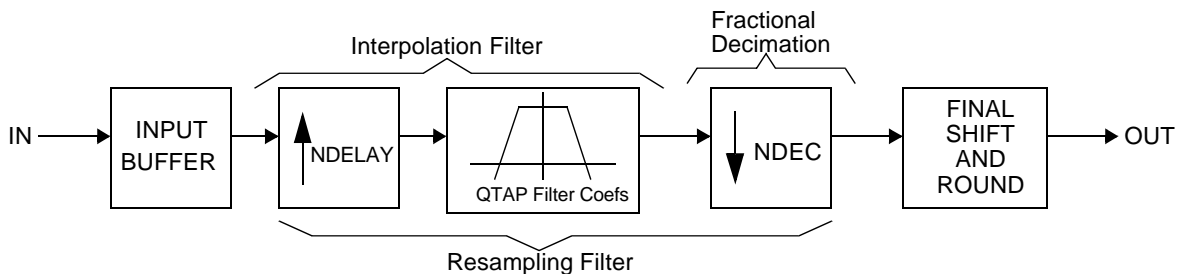 Fractional
Decimation
Interpolation Filter
IN
INPUT
BUFFER
NDELAY
QTAP Filter Coefs
NDEC
FINAL
SHIFT
AND
ROUND
OUT
Resampling Filter